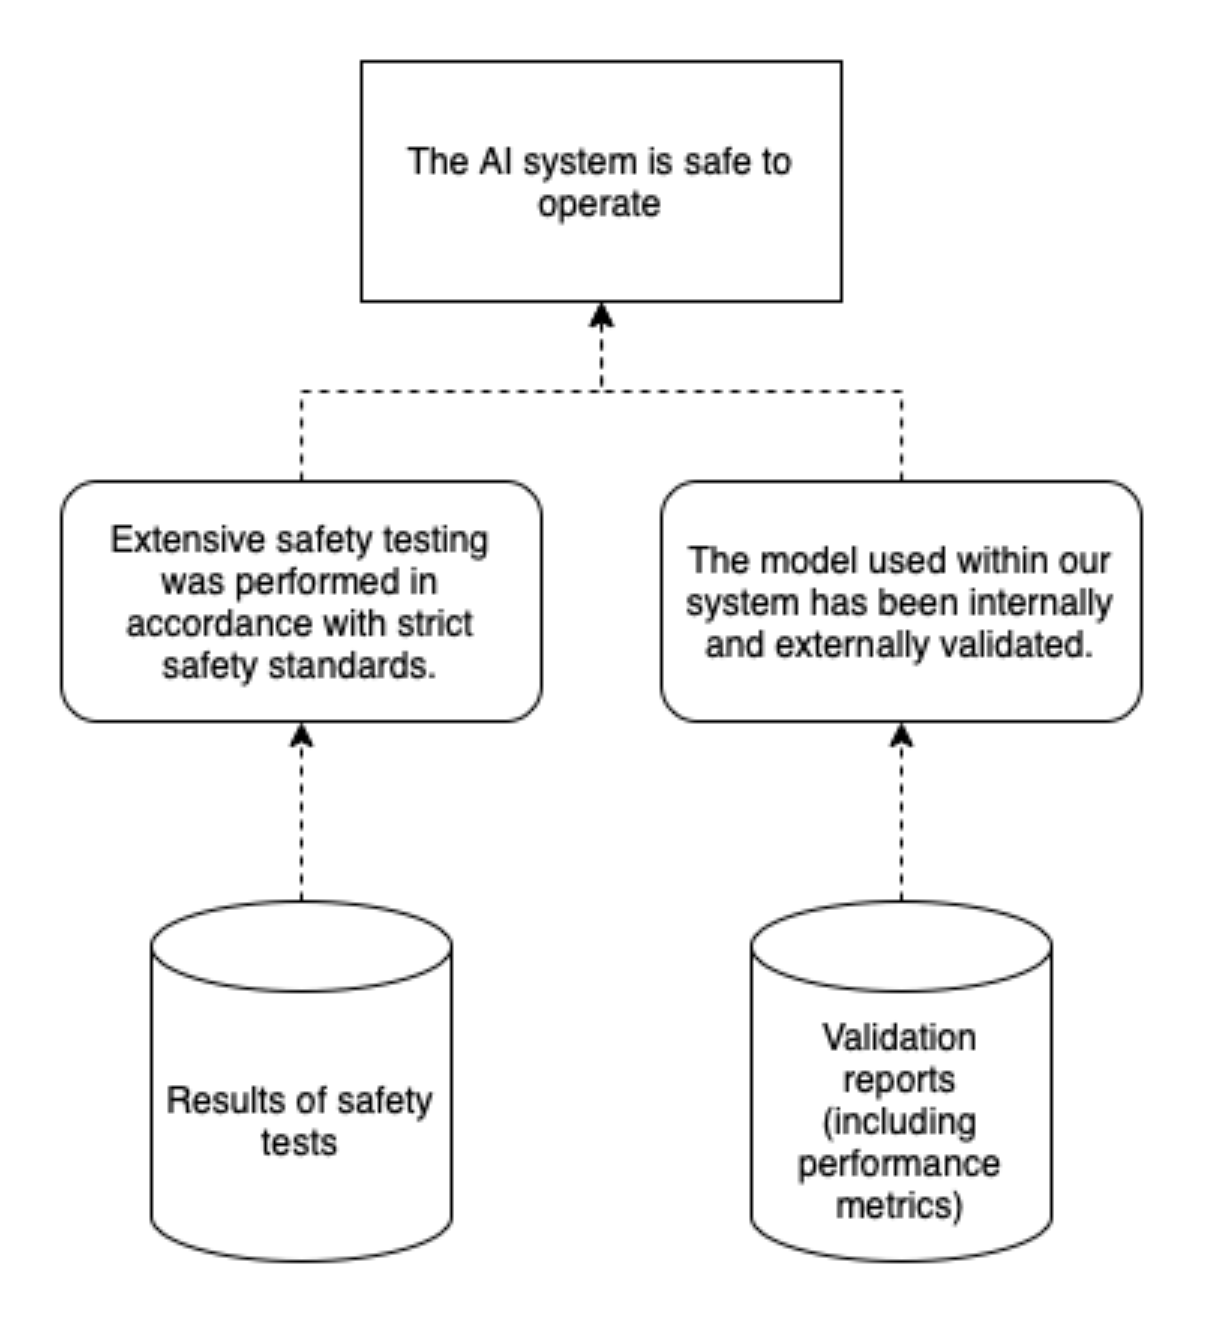 The AI system is safe to
operate
Extensive safety testing
was performed in
accordance with strict
safety standards.
The model used within our
system has been internally
and externally validated.
Results of safety
tests
Validation
reports
(including
performance
metrics)